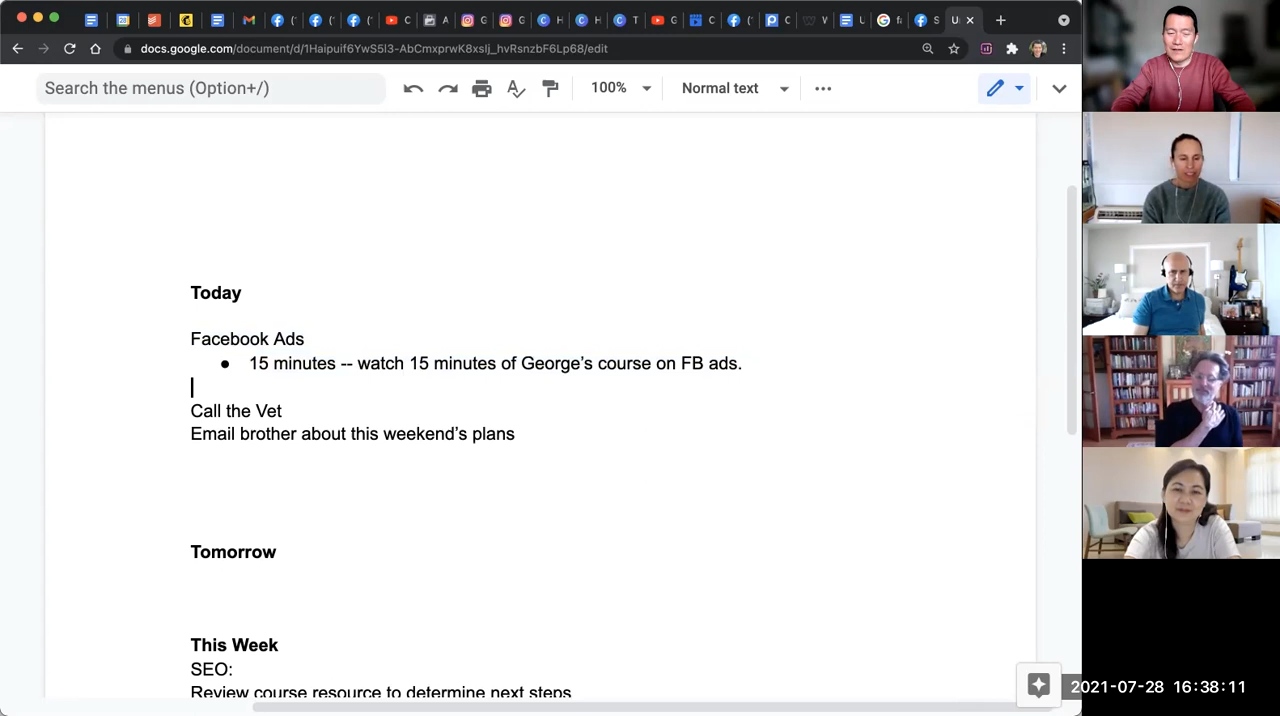 docs.google.com/document/d/1Haipuif6YwS5I3-AbCmxprwK8xslj_hvRsnzbF6Lp68/edit
Search the menus (Option+/)
100%
Normal text
Today
Facebook Ads
● 15 minutes -- watch 15 minutes of George’s course on FB ads.
Call the Vet
Email brother about this weekend’s plans
Tomorrow
This Week
SEO:
Review course resource to determine next steps
2021-07-28 16:38:11